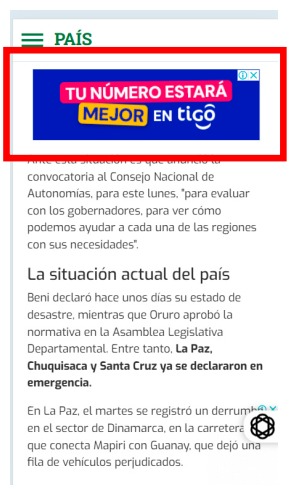 PAÍS
TU NÚMERO ESTARÁ
MEJOR EN tigo
Ante esta situación es que anunció la
convocatoria al Consejo Nacional de
Autonomías, para este lunes, "para evaluar
con los gobernadores, para ver cómo
podemos ayudar a cada una de las regiones
con sus necesidades".
La situación actual del país
Beni declaró hace unos días su estado de
desastre, mientras que Oruro aprobó la
normativa en la Asamblea Legislativa
Departamental. Entre tanto, La Paz,
Chuquisaca y Santa Cruz ya se declararon en
emergencia.
En La Paz, el martes se registró un derrumbe
en el sector de Dinamarca, en la carretera
que conecta Mapiri con Guanay, que dejó una
fila de vehículos perjudicados.